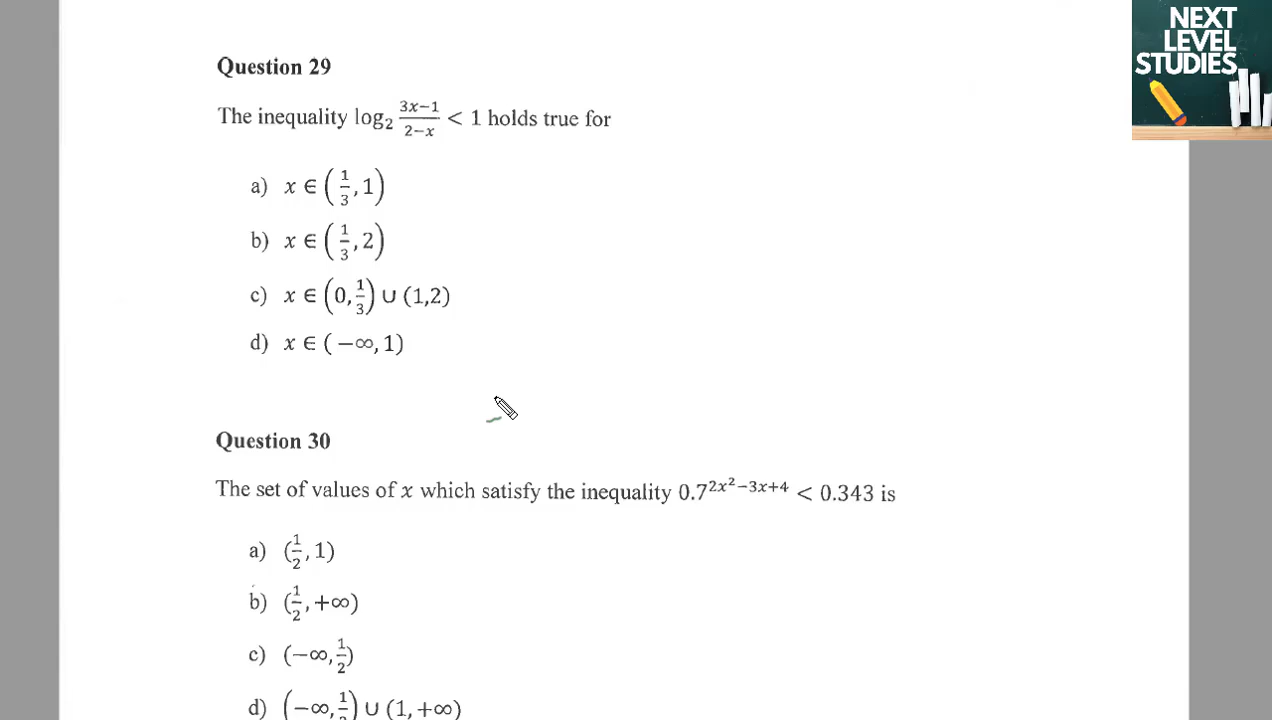 NEXT
LEVEL
STUDIES
Question 29
The inequality log₂ (3x−1)/(2−x) < 1 holds true for
a) x ∈ (1/3, 1)
b) x ∈ (1/3, 2)
c) x ∈ (0, 1/3) ∪ (1,2)
d) x ∈ ( −∞, 1)
Question 30
The set of values of x which satisfy the inequality 0.7^(2x²−3x+4) < 0.343 is
a) (1/2, 1)
b) (1/2, +∞)
c) (−∞, 1/2)
d) (−∞, 1/2) ∪ (1, +∞)